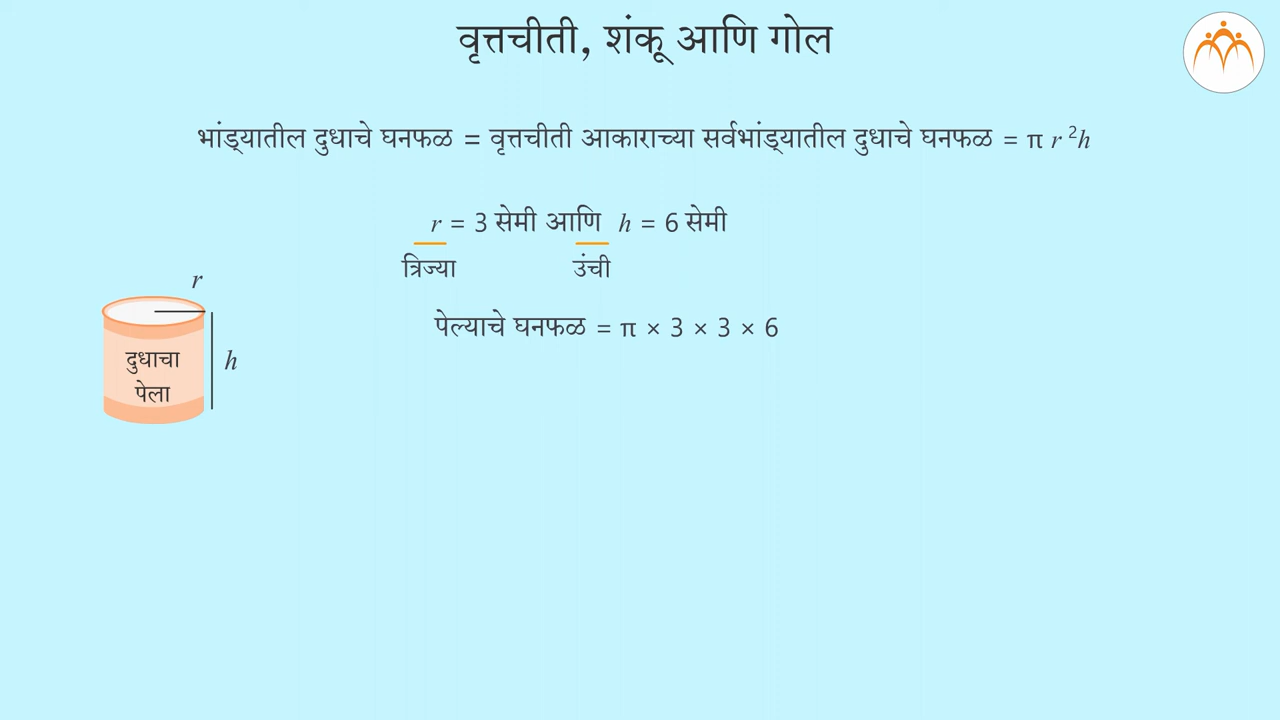 वृत्तचीती, शंकू आणि गोल
भांड्यातील दुधाचे घनफळ = वृत्तचीती आकाराच्या सर्वभांड्यातील दुधाचे घनफळ = π r ²h
r = 3 सेमी आणि h = 6 सेमी
त्रिज्या उंची
पेल्याचे घनफळ = π × 3 × 3 × 6
r
h
दुधाचा
पेला